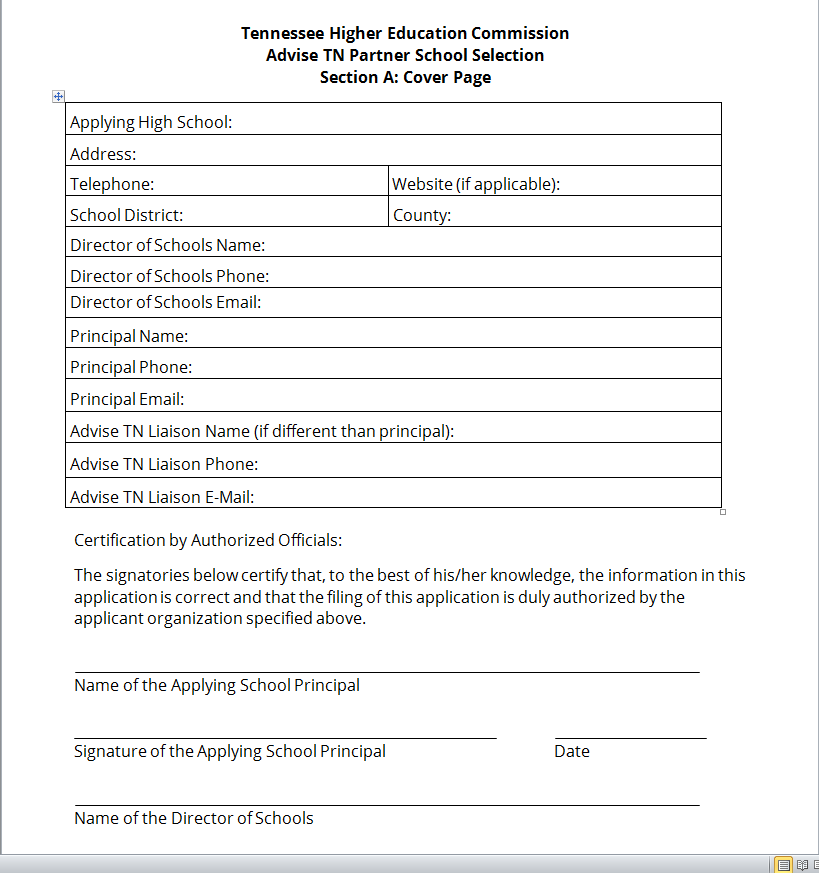 Tennessee Higher Education Commission
Advise TN Partner School Selection
Section A: Cover Page
Applying High School:
Address:
Telephone: Website (if applicable):
School District: County:
Director of Schools Name:
Director of Schools Phone:
Director of Schools Email:
Principal Name:
Principal Phone:
Principal Email:
Advise TN Liaison Name (if different than principal):
Advise TN Liaison Phone:
Advise TN Liaison E-Mail:
Certification by Authorized Officials:
The signatories below certify that, to the best of his/her knowledge, the information in this
application is correct and that the filing of this application is duly authorized by the
applicant organization specified above.
Name of the Applying School Principal
Signature of the Applying School Principal Date
Name of the Director of Schools